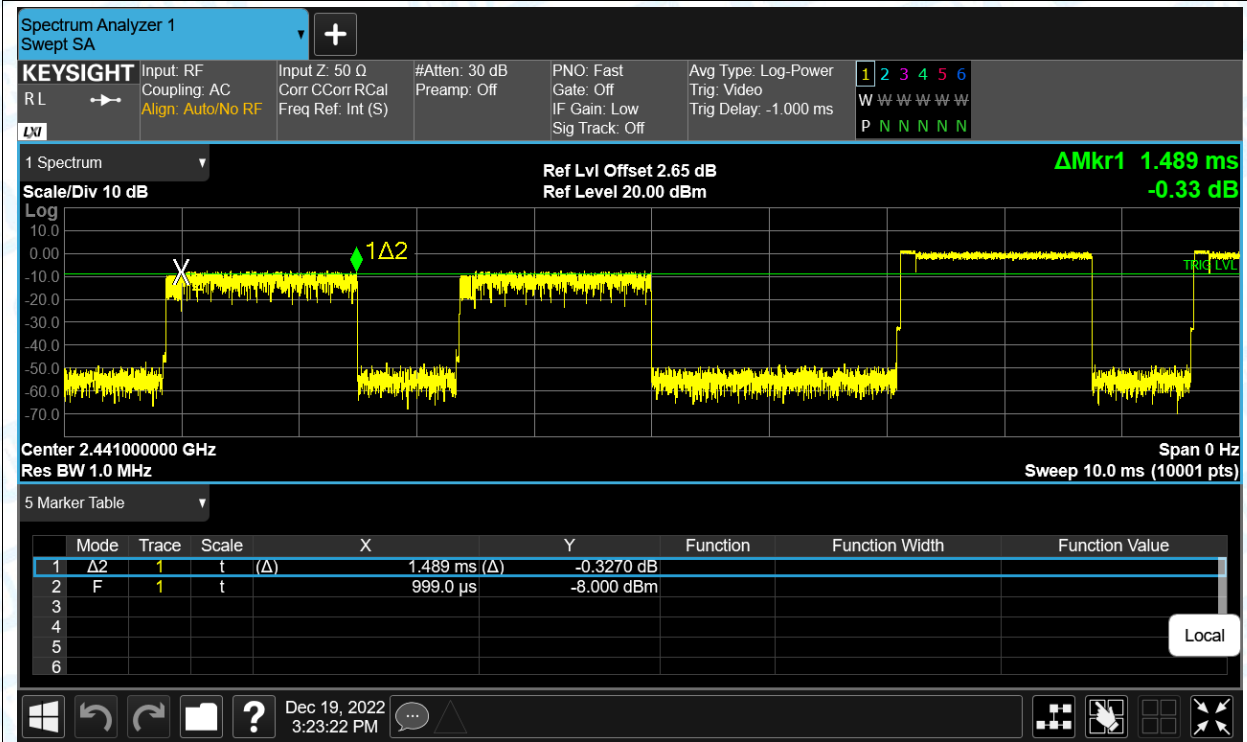 Spectrum Analyzer 1
Swept SA
+
KEYSIGHT
R L
LXI
Input: RF
Coupling: AC
Align: Auto/No RF
Input Z: 50 Ω
Corr CCorr RCal
Freq Ref: Int (S)
#Atten: 30 dB
Preamp: Off
PNO: Fast
Gate: Off
IF Gain: Low
Sig Track: Off
Avg Type: Log-Power
Trig: Video
Trig Delay: -1.000 ms
1 2 3 4 5 6
W W W W W W
P N N N N N
1 Spectrum
Scale/Div 10 dB
Ref Lvl Offset 2.65 dB
Ref Level 20.00 dBm
ΔMkr1 1.489 ms
-0.33 dB
Log
10.0
0.00
-10.0
-20.0
-30.0
-40.0
-50.0
-60.0
-70.0
X
1Δ2
TRIG LVL
Center 2.441000000 GHz
Res BW 1.0 MHz
Span 0 Hz
Sweep 10.0 ms (10001 pts)
5 Marker Table
Mode Trace Scale X Y Function Function Width Function Value
1 Δ2 1 t (Δ) 1.489 ms (Δ) -0.3270 dB
2 F 1 t 999.0 µs -8.000 dBm
3
4
5
6
Local
?
Dec 19, 2022
3:23:22 PM